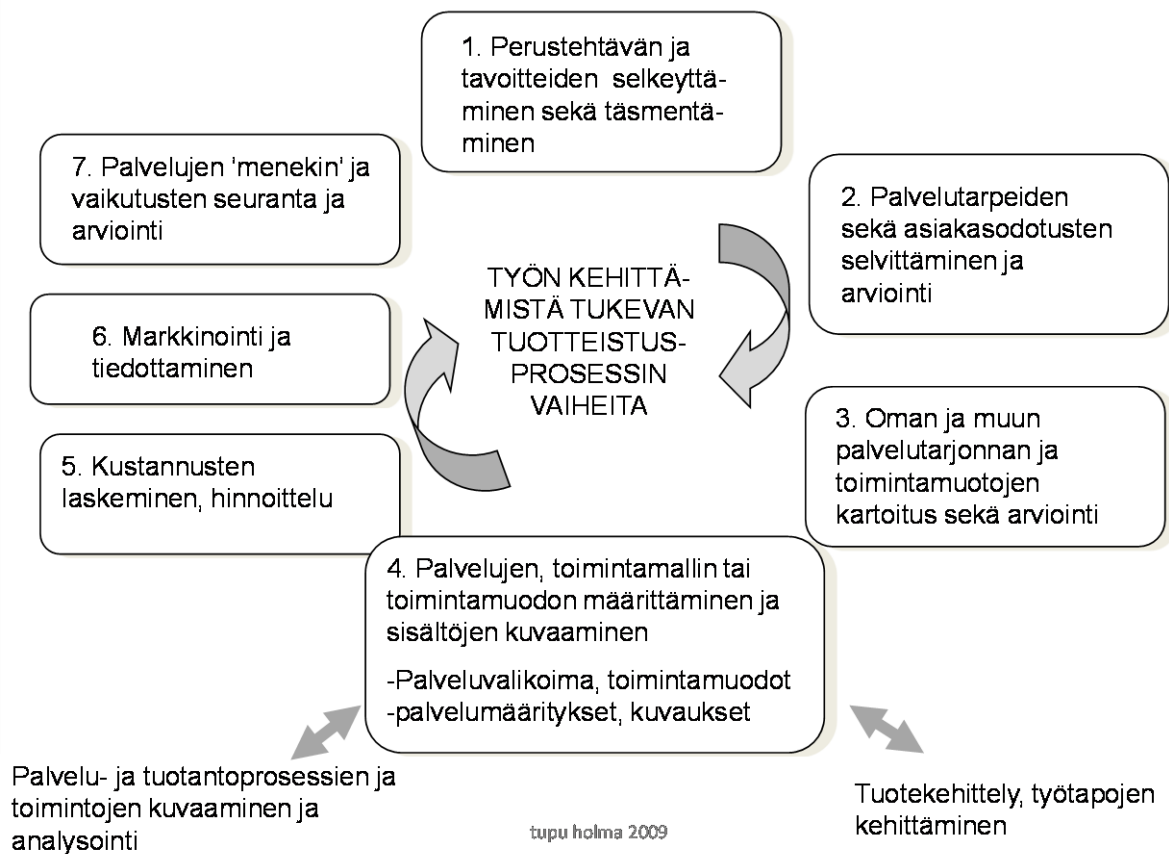 1. Perustehtävän ja
tavoitteiden selkeyttä-
minen sekä täsmentä-
minen
2. Palvelutarpeiden
sekä asiakasodotusten
selvittäminen ja
arviointi
3. Oman ja muun
palvelutarjonnan ja
toimintamuotojen
kartoitus sekä arviointi
4. Palvelujen, toimintamallin tai
toimintamuodon määrittäminen ja
sisältöjen kuvaaminen
-Palveluvalikoima, toimintamuodot
-palvelumääritykset, kuvaukset
5. Kustannusten
laskeminen, hinnoittelu
6. Markkinointi ja
tiedottaminen
7. Palvelujen 'menekin' ja
vaikutusten seuranta ja
arviointi
TYÖN KEHITTÄ-
MISTÄ TUKEVAN
TUOTTEISTUS-
PROSESSIN
VAIHEITA
Palvelu- ja tuotantoprosessien ja
toimintojen kuvaaminen ja
analysointi
Tuotekehittely, työtapojen
kehittäminen
tupu holma 2009